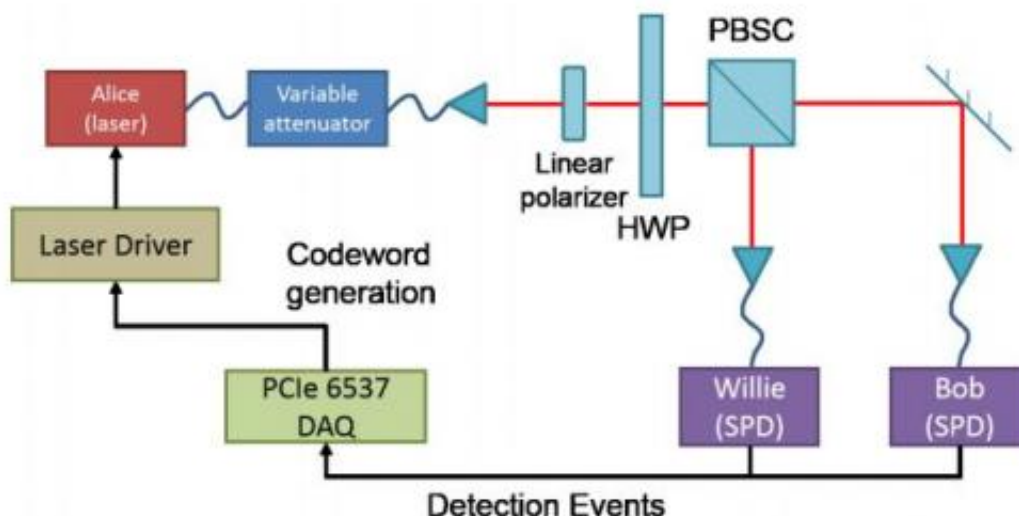 PBSC
Alice
(laser)
Variable
attenuator
Linear
polarizer
HWP
Laser Driver
Codeword
generation
PCIe 6537
DAQ
Willie
(SPD)
Bob
(SPD)
Detection Events